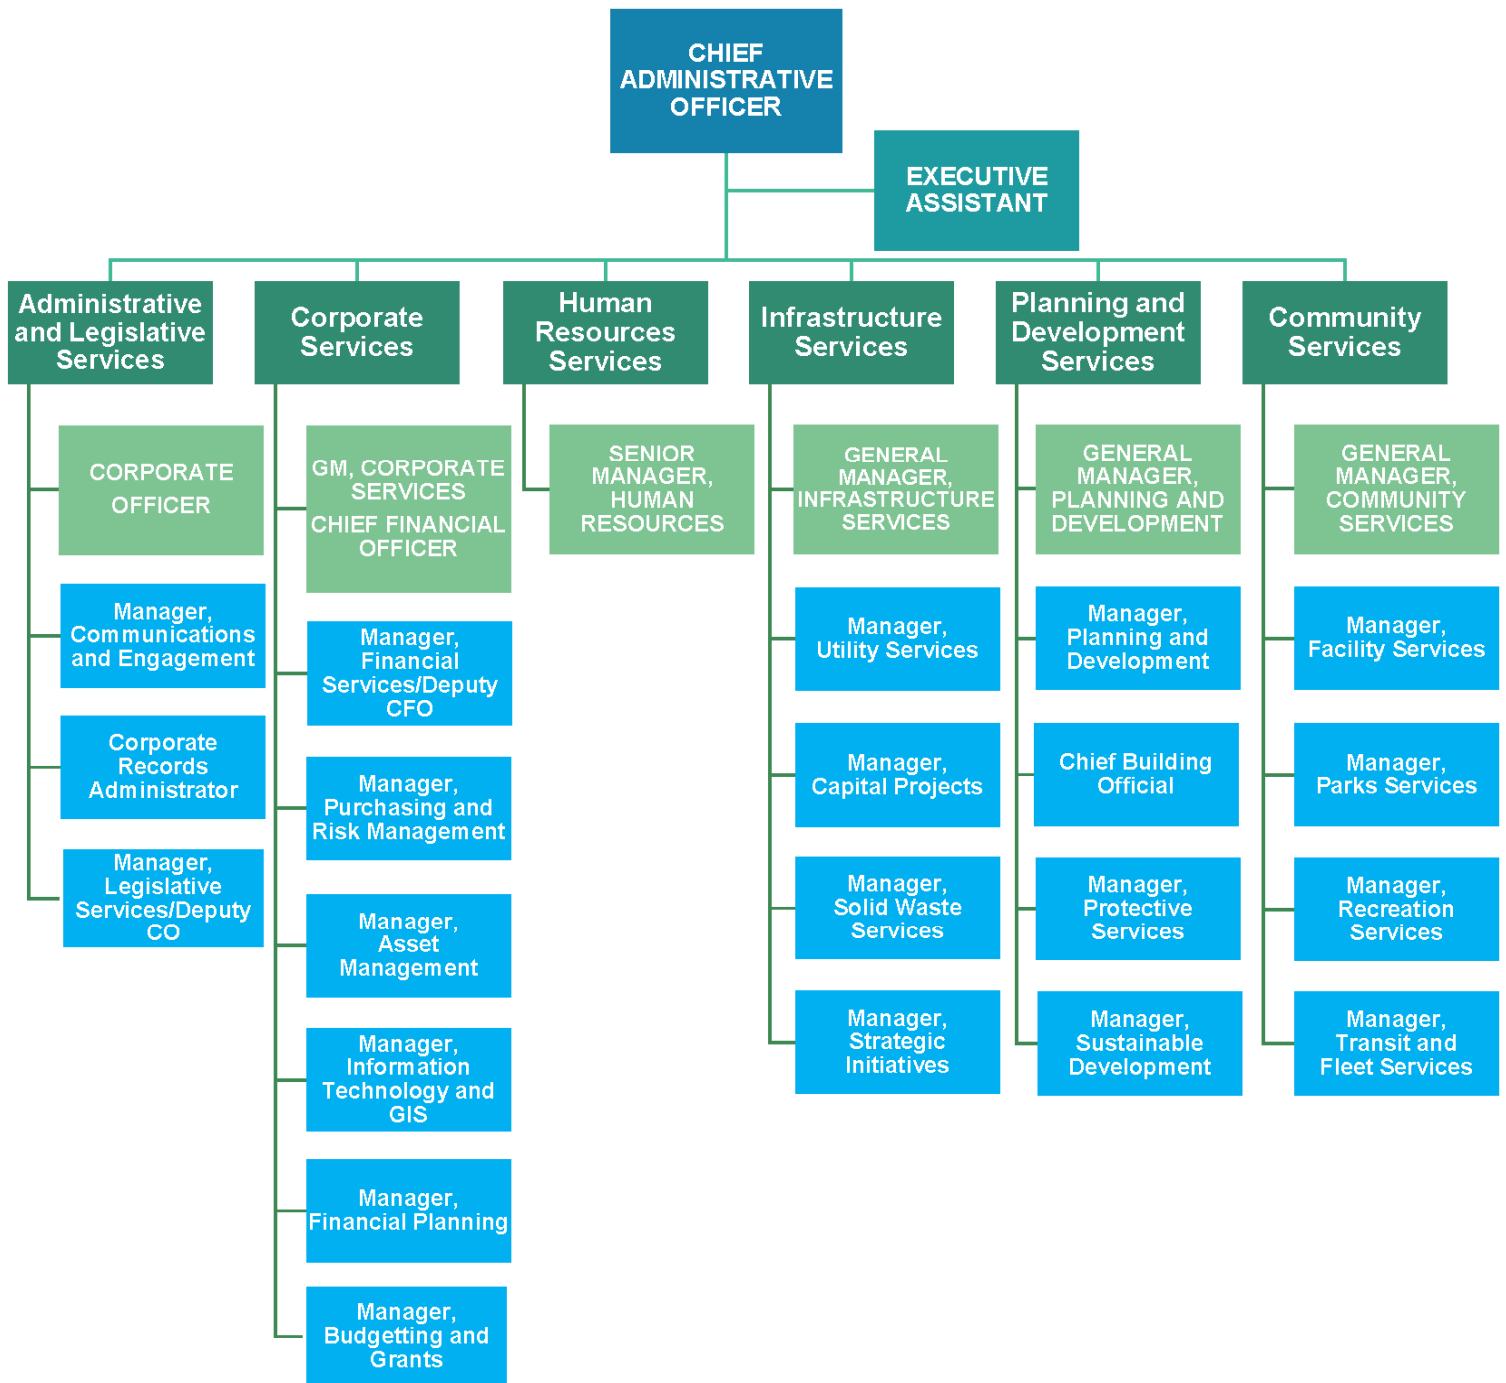 CHIEF
ADMINISTRATIVE
OFFICER
EXECUTIVE
ASSISTANT
Administrative
and Legislative
Services
CORPORATE
OFFICER
Manager,
Communications
and Engagement
Corporate
Records
Administrator
Manager,
Legislative
Services/Deputy
CO
Corporate
Services
GM, CORPORATE
SERVICES
CHIEF FINANCIAL
OFFICER
Manager,
Financial
Services/Deputy
CFO
Manager,
Purchasing and
Risk Management
Manager,
Asset
Management
Manager,
Information
Technology and
GIS
Manager,
Financial Planning
Manager,
Budgetting and
Grants
Human
Resources
Services
SENIOR
MANAGER,
HUMAN
RESOURCES
Infrastructure
Services
GENERAL
MANAGER,
INFRASTRUCTURE
SERVICES
Manager,
Utility Services
Manager,
Capital Projects
Manager,
Solid Waste
Services
Manager,
Strategic
Initiatives
Planning and
Development
Services
GENERAL
MANAGER,
PLANNING AND
DEVELOPMENT
Manager,
Planning and
Development
Chief Building
Official
Manager,
Protective
Services
Manager,
Sustainable
Development
Community
Services
GENERAL
MANAGER,
COMMUNITY
SERVICES
Manager,
Facility Services
Manager,
Parks Services
Manager,
Recreation
Services
Manager,
Transit and
Fleet Services